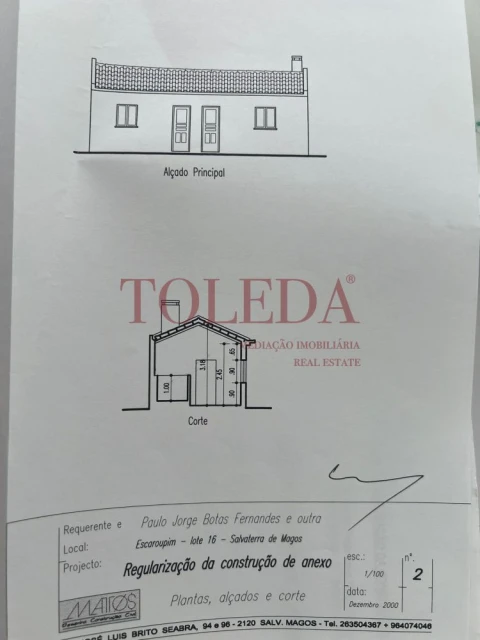 Alçado Principal
TOLEDA®
MEDIAÇÃO IMOBILIÁRIA
REAL ESTATE
.65
.90
.90
2.45
3.18
1.00
Corte
Requerente e Paulo Jorge Botas Fernandes e outra
Local: Escaroupim - lote 16 - Salvaterra de Magos
Projecto: Regularização da construção de anexo
Plantas, alçados e corte
esc.: 1/100
data: Dezembro 2000
nº. 2
MATOS
JOSÉ LUIS BRITO SEABRA, 94 e 96 - 2120 SALV. MAGOS - Tel. 263504367 + 964074046